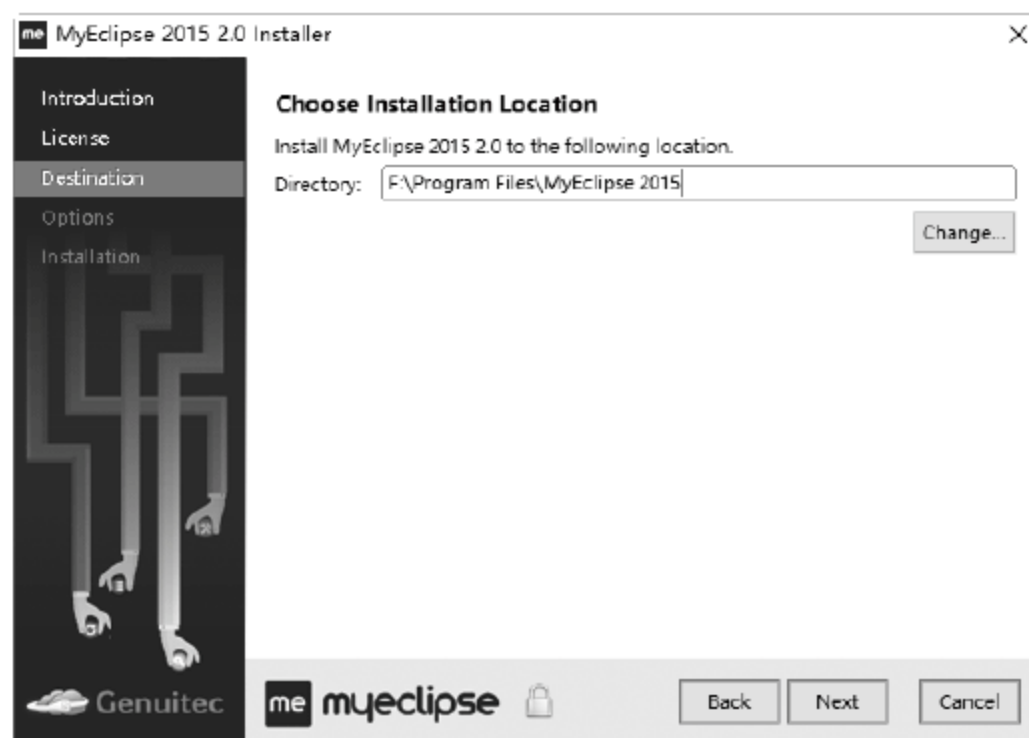 me MyEclipse 2015 2.0 Installer
Introduction
License
Destination
Options
Installation
Choose Installation Location
Install MyEclipse 2015 2.0 to the following location.
Directory: F:\Program Files\MyEclipse 2015
Change...
Genuitec
me myeclipse
Back Next Cancel